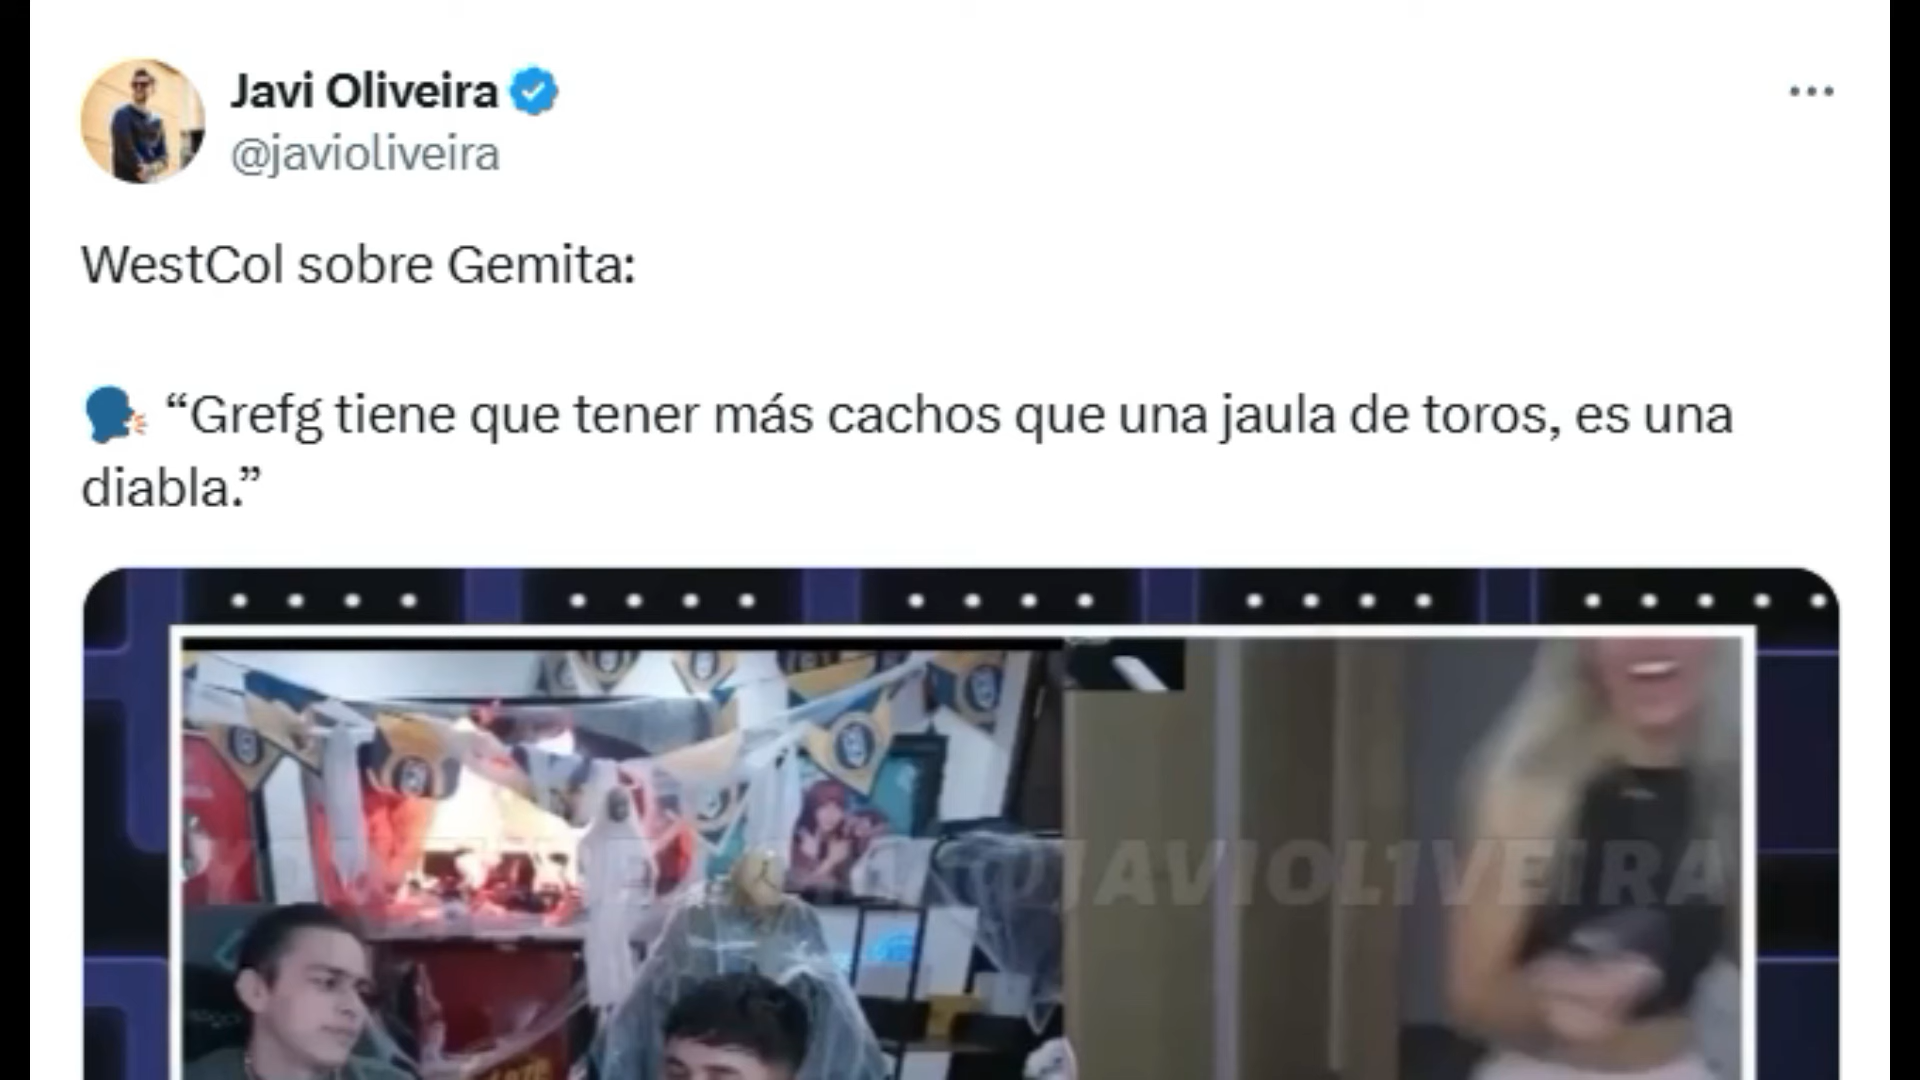 Javi Oliveira
@javioliveira
WestCol sobre Gemita:
🗣️ “Grefg tiene que tener más cachos que una jaula de toros, es una
diabla.”
@JAVIOL1VEIRA